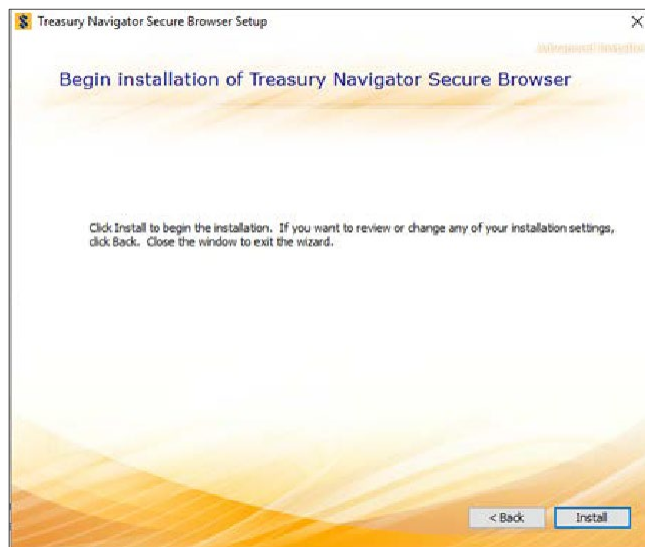 Treasury Navigator Secure Browser Setup
Advanced Installer
Begin installation of Treasury Navigator Secure Browser
Click Install to begin the installation. If you want to review or change any of your installation settings,
click Back. Close the window to exit the wizard.
< Back Install